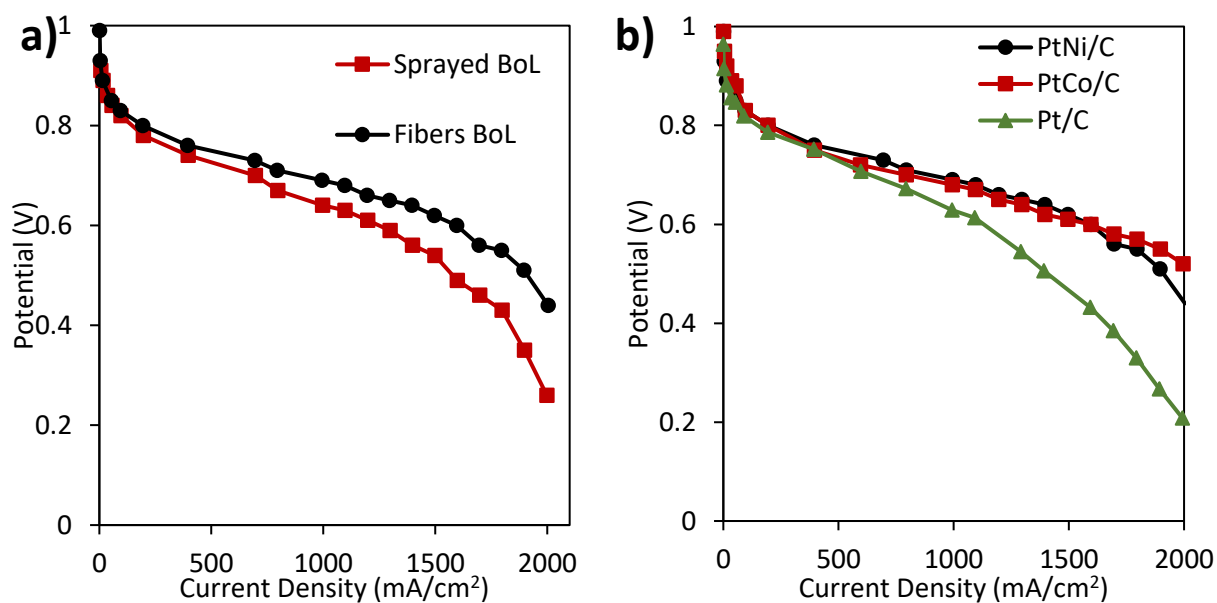 a)
Sprayed BoL
Fibers BoL
Potential (V)
1
0.8
0.6
0.4
0.2
0
0 500 1000 1500 2000
Current Density (mA/cm²)
b)
PtNi/C
PtCo/C
Pt/C
Potential (V)
1
0.8
0.6
0.4
0.2
0
0 500 1000 1500 2000
Current Density (mA/cm²)